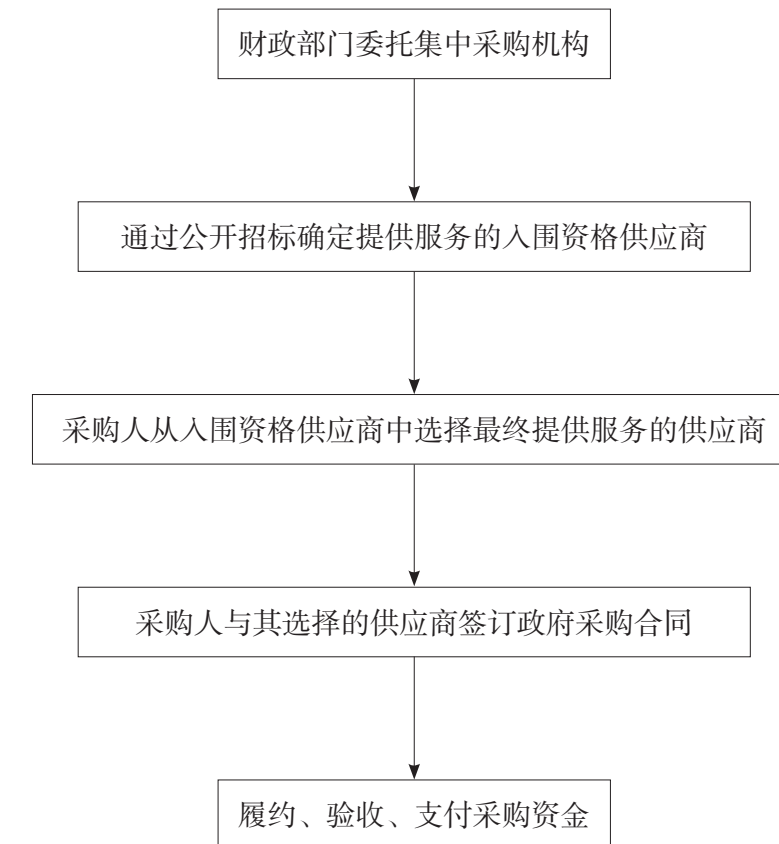 财政部门委托集中采购机构
通过公开招标确定提供服务的入围资格供应商
采购人从入围资格供应商中选择最终提供服务的供应商
采购人与其选择的供应商签订政府采购合同
履约、验收、支付采购资金